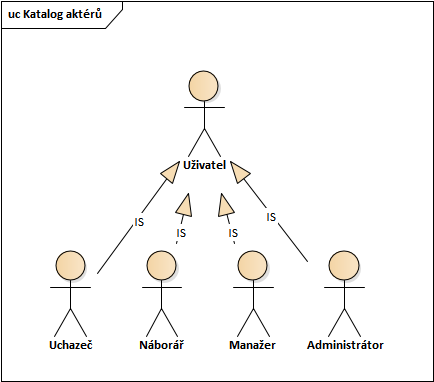 uc Katalog aktérů
Uživatel
IS
IS
IS
IS
Uchazeč
Náborář
Manažer
Administrátor